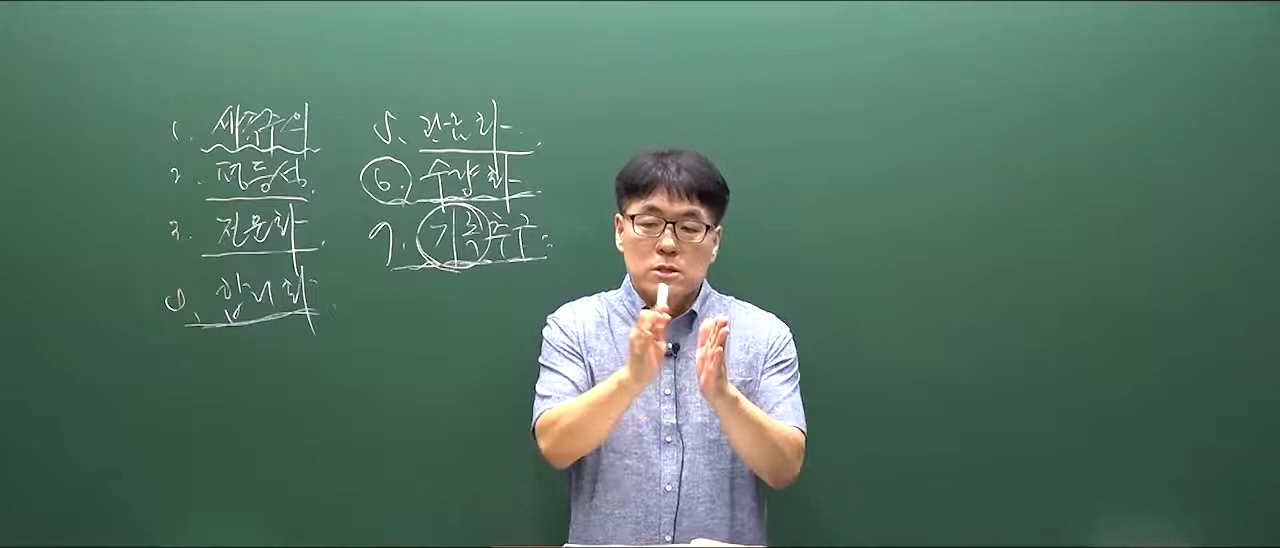 1. 세속주의
2. 평등성
3. 전문화
4. 합리화
5. 관료화
6. 수량화
7. 기록추구